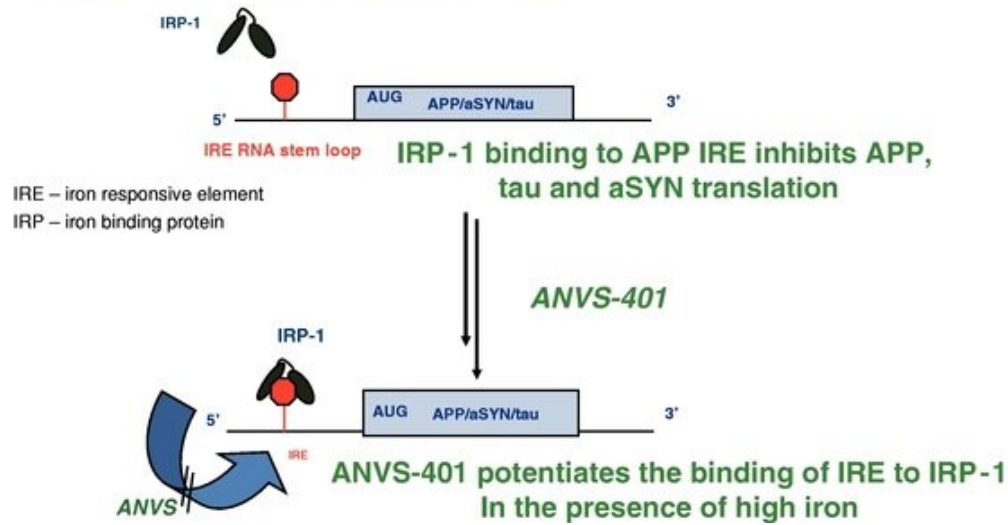 IRP-1
AUG APP/aSYN/tau
5’ 3’
IRE RNA stem loop
IRP-1 binding to APP IRE inhibits APP,
tau and aSYN translation
IRE – iron responsive element
IRP – iron binding protein
ANVS-401
IRP-1
5’ AUG APP/aSYN/tau 3’
IRE
ANVS-401 potentiates the binding of IRE to IRP-1
In the presence of high iron
ANVS